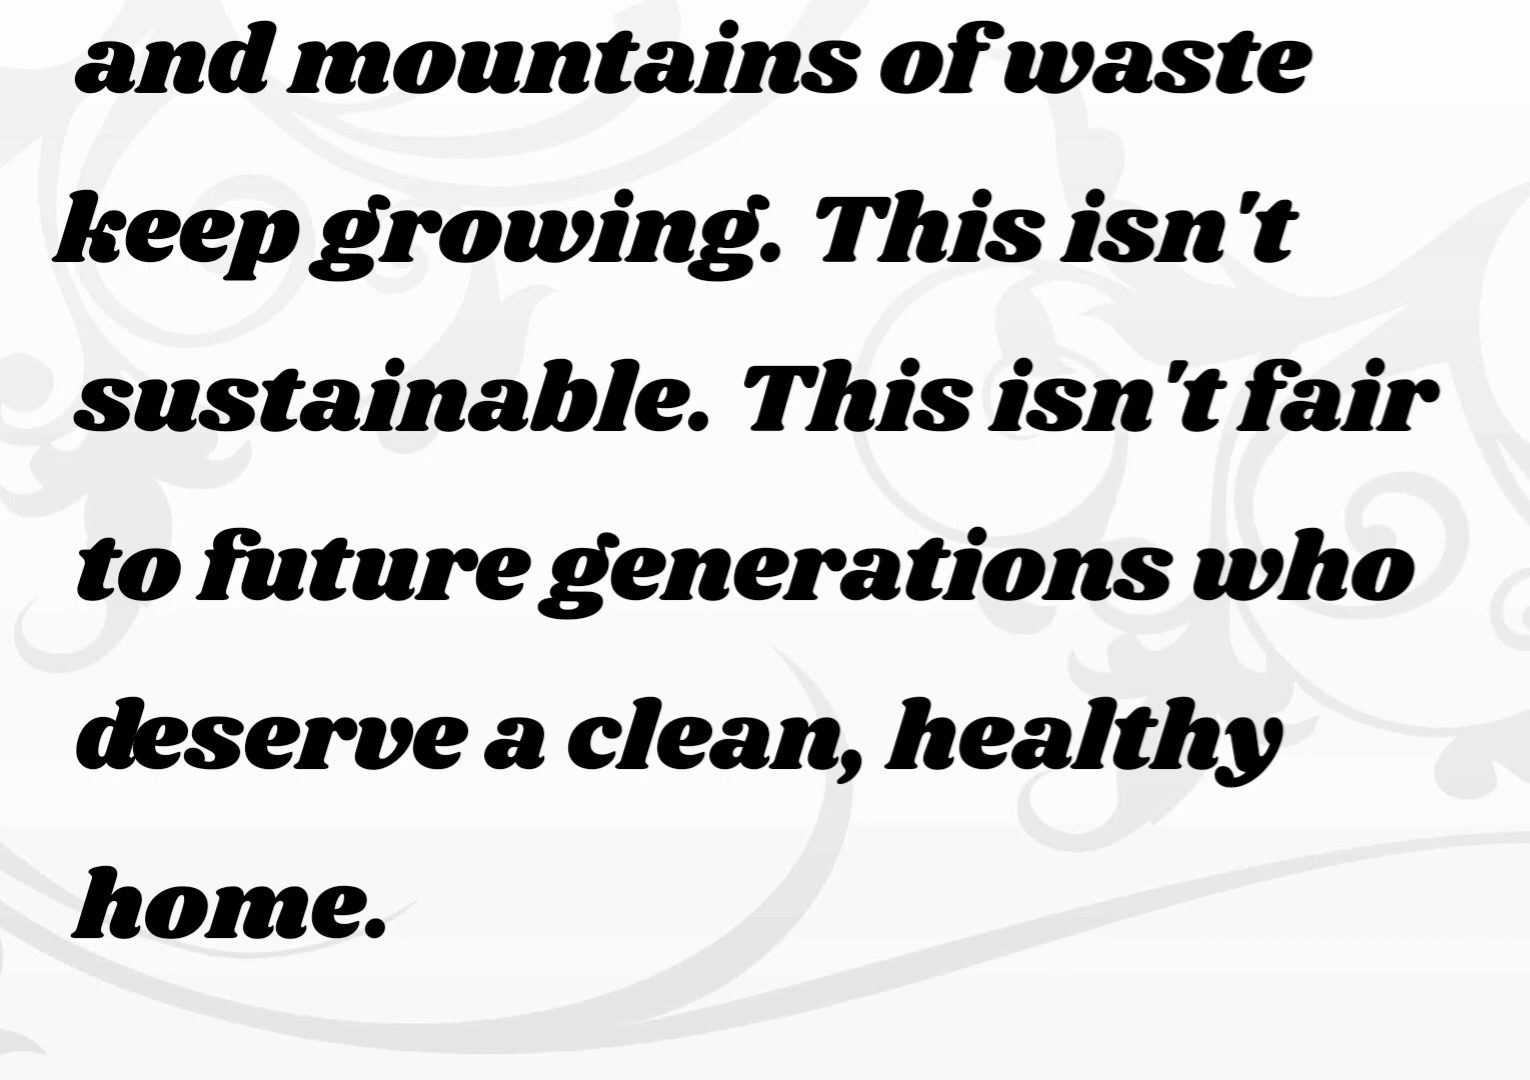 and mountains of waste
keep growing. This isn't
sustainable. This isn't fair
to future generations who
deserve a clean, healthy
home.